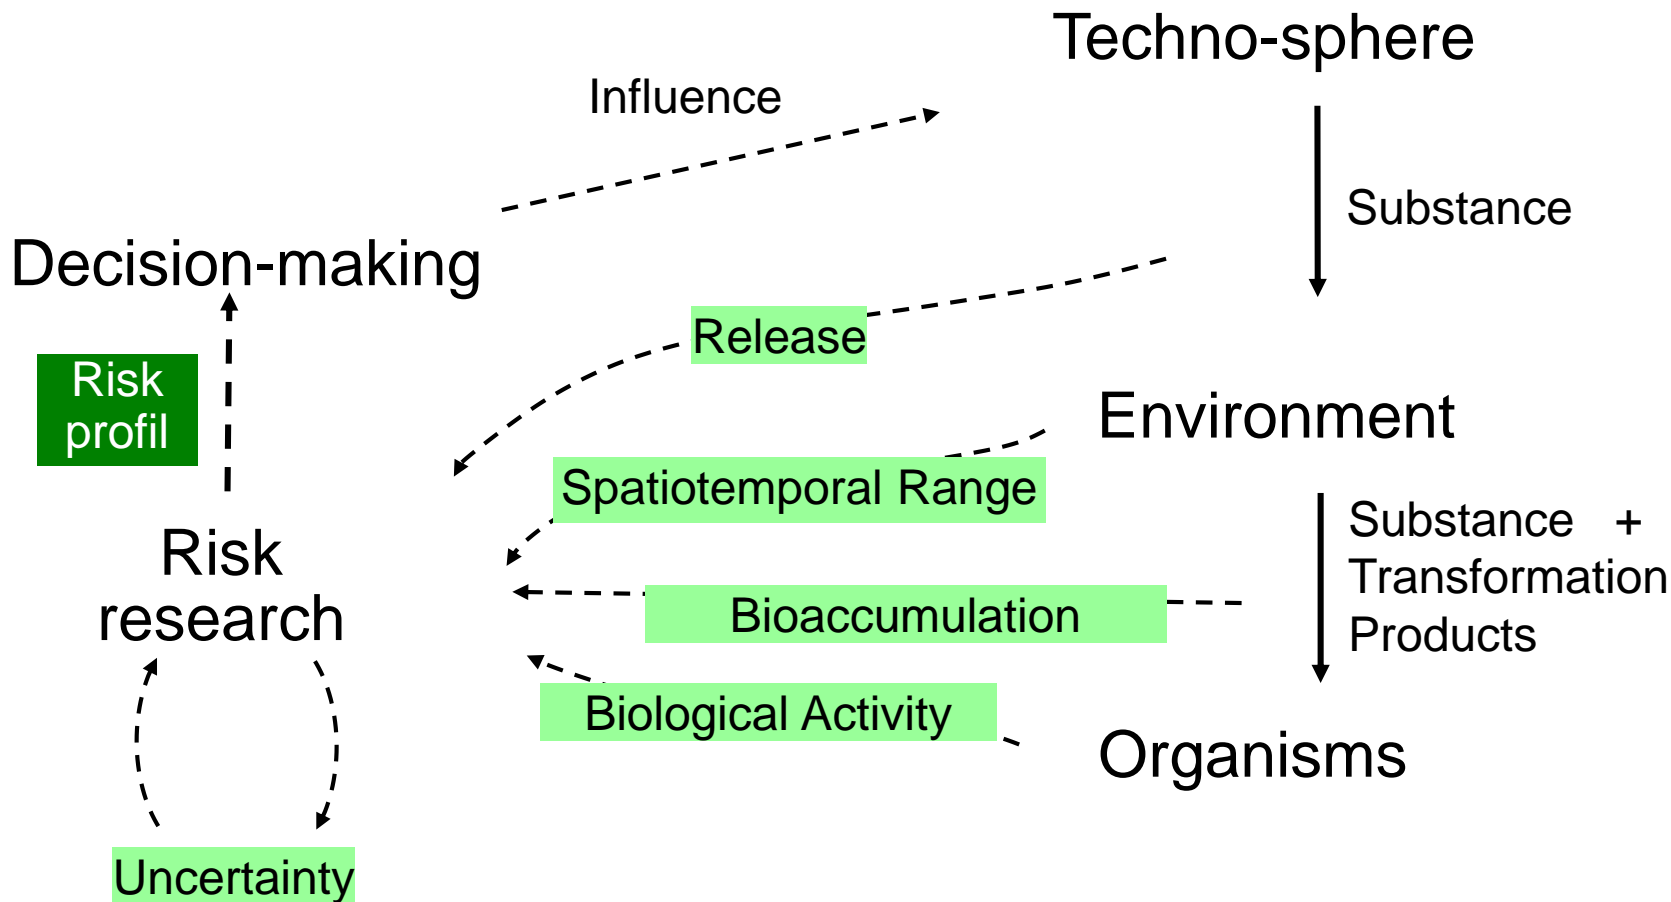 Techno-sphere
Influence
Substance
Decision-making
Release
Risk
profil
Environment
Spatiotemporal Range
Substance +
Transformation
Products
Risk
research
Bioaccumulation
Biological Activity
Organisms
Uncertainty